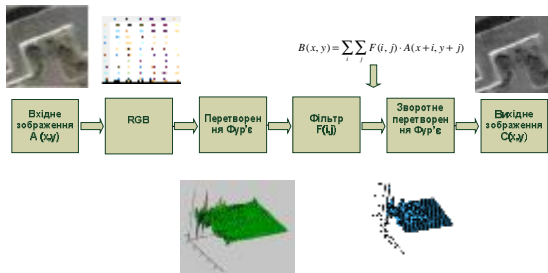 B(x, y) = ∑∑ F(i, j) · A(x+i, y+j)
i j
Вхідне
зображення
А (x,y)
RGB
Перетворен
ня Фур'є
Фільтр
F(i,j)
Зворотне
перетворен
ня Фур'є
Вихідне
зображення
C(x,y)